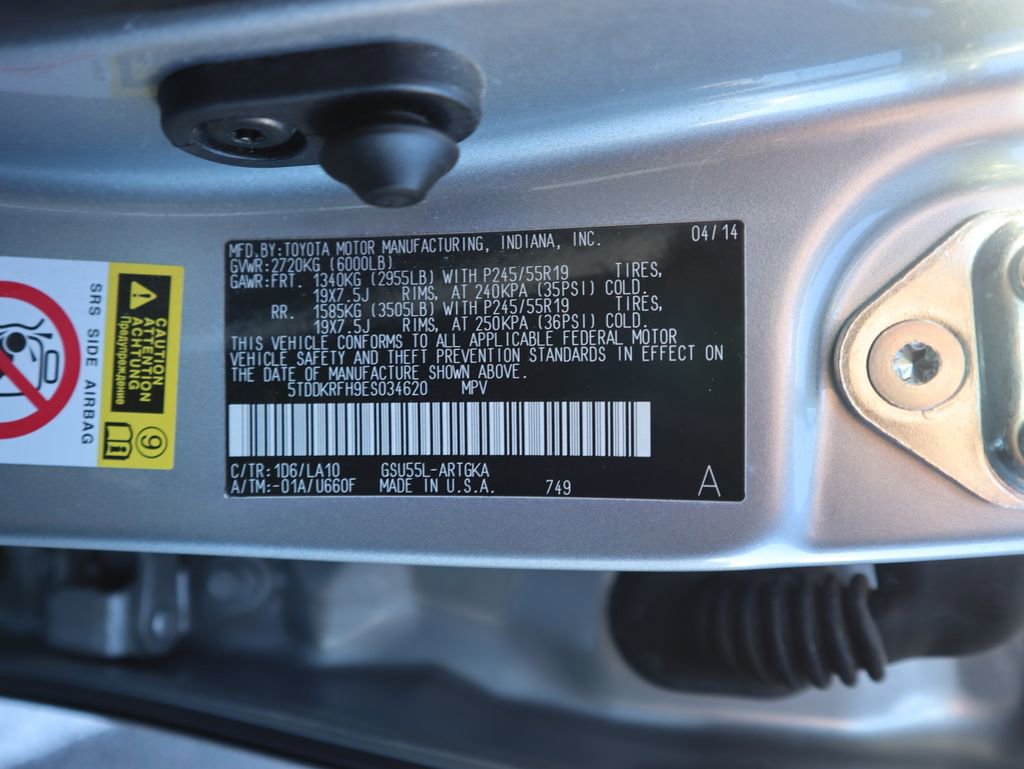 MFD.BY:TOYOTA MOTOR MANUFACTURING, INDIANA, INC. 04/14
GVWR:2720KG (6000LB)
GAWR:FRT. 1340KG (2955LB) WITH P245/55R19 TIRES,
19X7.5J RIMS, AT 240KPA (35PSI) COLD.
RR. 1585KG (3505LB) WITH P245/55R19 TIRES,
19X7.5J RIMS, AT 250KPA (36PSI) COLD.
THIS VEHICLE CONFORMS TO ALL APPLICABLE FEDERAL MOTOR
VEHICLE SAFETY AND THEFT PREVENTION STANDARDS IN EFFECT ON
THE DATE OF MANUFACTURE SHOWN ABOVE.
5TDDKRFH9ES034620 MPV
C/TR:1D6/LA10 GSU55L-ARTGKA
A/TM:-01A/U660F MADE IN U.S.A. 749 A
SRS SIDE AIRBAG
CAUTION
ATTENTION
ACHTUNG
Предупреждение
9